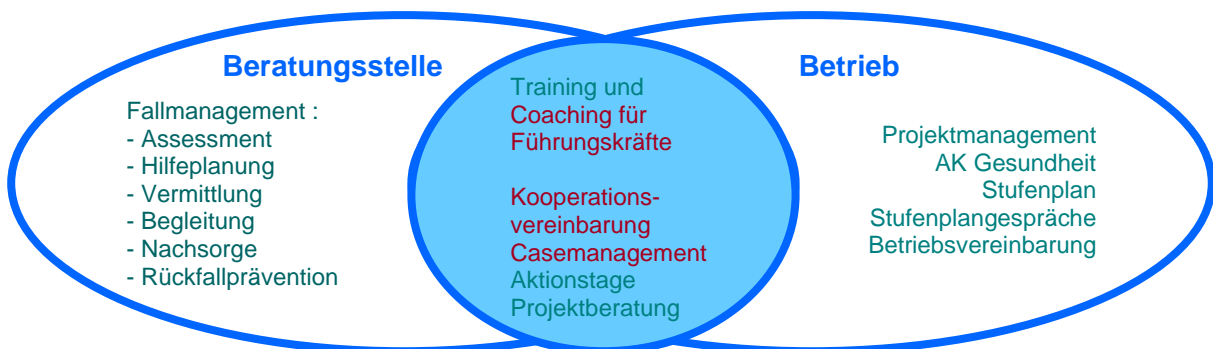 Beratungsstelle
Fallmanagement :
- Assessment
- Hilfeplanung
- Vermittlung
- Begleitung
- Nachsorge
- Rückfallprävention
Training und
Coaching für
Führungskräfte
Kooperations-
vereinbarung
Casemanagement
Aktionstage
Projektberatung
Betrieb
Projektmanagement
AK Gesundheit
Stufenplan
Stufenplangespräche
Betriebsvereinbarung